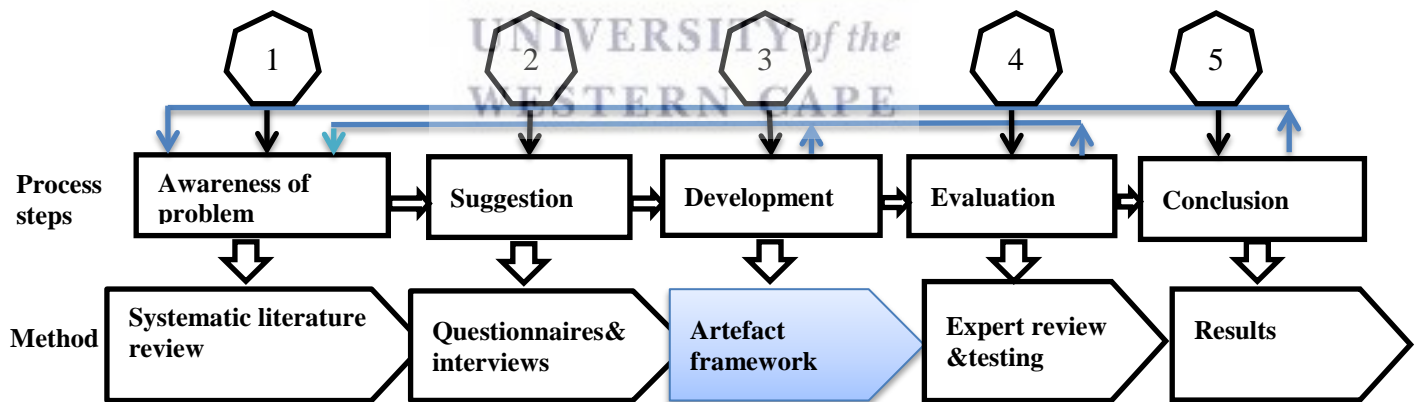 UNIVERSITY of the
WESTERN CAPE
1
2
3
4
5
Process
steps
Awareness of
problem
Suggestion
Development
Evaluation
Conclusion
Method
Systematic literature
review
Questionnaires&
interviews
Artefact
framework
Expert review
&testing
Results